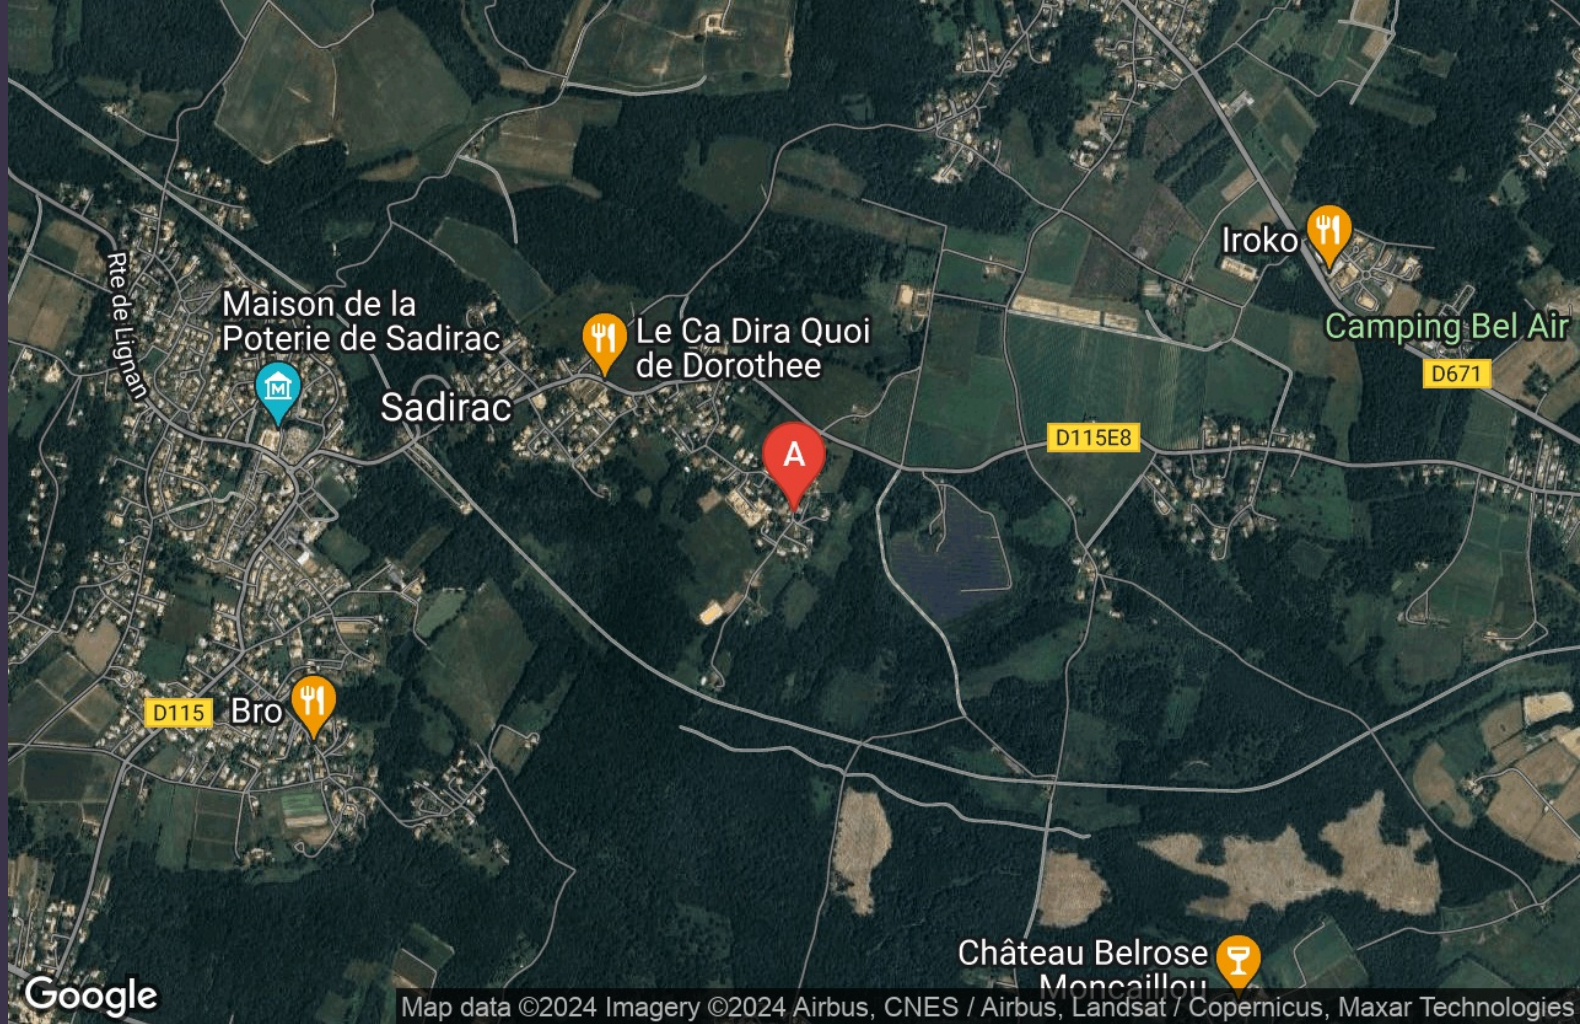 Rte de Lignan
Maison de la
Poterie de Sadirac
Le Ca Dira Quoi
de Dorothee
Iroko
Camping Bel Air
D671
Sadirac
A
D115E8
D115
Bro
Château Belrose
Moncaillou
Google
Map data ©2024 Imagery ©2024 Airbus, CNES / Airbus, Landsat / Copernicus, Maxar Technologies